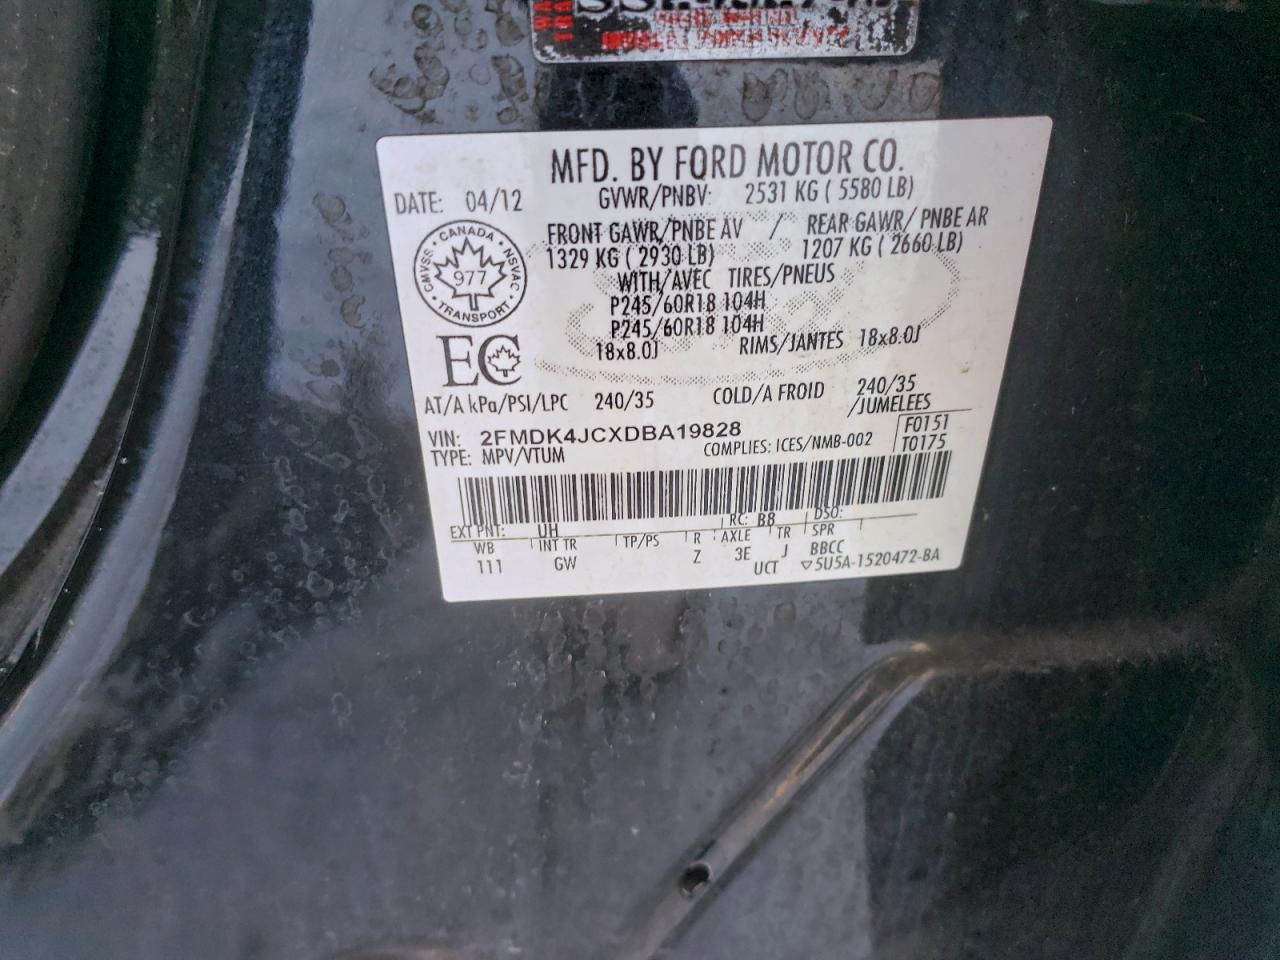 MFD. BY FORD MOTOR CO.
DATE: 04/12 GVWR/PNBV: 2531 KG ( 5580 LB)
FRONT GAWR/PNBE AV / REAR GAWR/ PNBE AR
1329 KG ( 2930 LB) 1207 KG ( 2660 LB)
WITH/AVEC TIRES/PNEUS
P245/60R18 104H
P245/60R18 104H
18x8.0J RIMS/JANTES 18x8.0J
CANADA
CMVSS NSVAC
977
TRANSPORT
EC
AT/A kPa/PSI/LPC 240/35 COLD/A FROID 240/35
/JUMELEES
VIN: 2FMDK4JCXDBA19828 F0151
TYPE: MPV/VTUM COMPLIES: ICES/NMB-002 T0175
EXT PNT: UH RC: B8 DSO:
WB INT TR TP/PS R AXLE TR SPR
111 GW Z 3E J BBCC
UCT ▽5U5A-1520472-BA